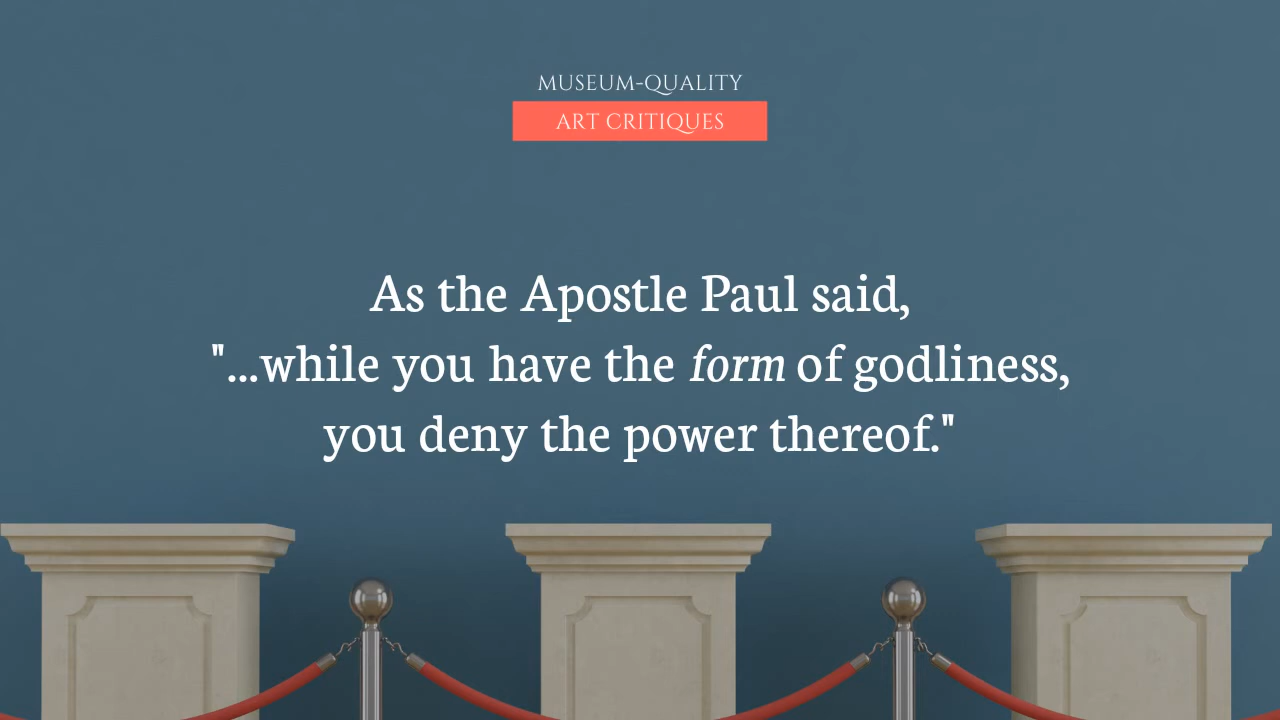 MUSEUM-QUALITY
ART CRITIQUES
As the Apostle Paul said,
"...while you have the form of godliness,
you deny the power thereof."